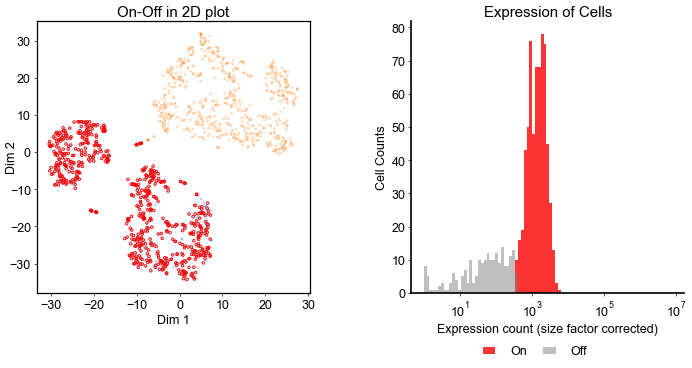 On-Off in 2D plot
30
20
10
0
−10
−20
−30
Dim 2
−30 −20 −10 0 10 20 30
Dim 1
Expression of Cells
80
70
60
50
40
30
20
10
0
Cell Counts
10^1 10^3 10^5 10^7
Expression count (size factor corrected)
On Off